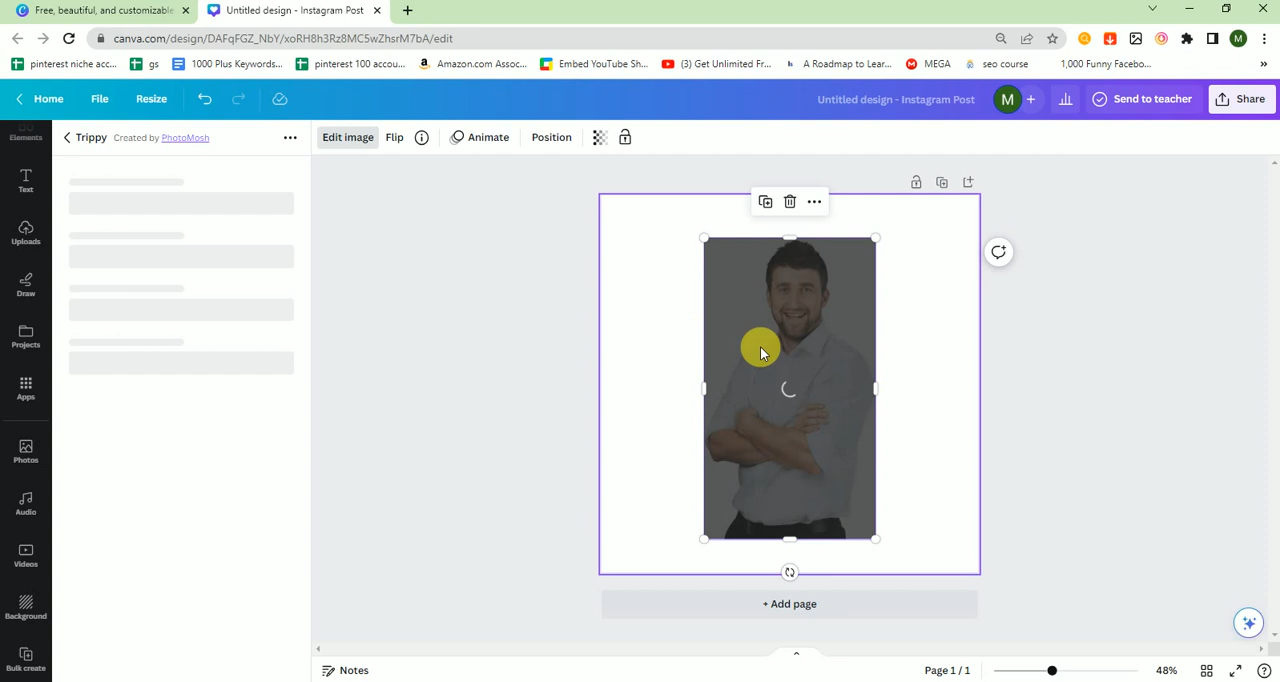 Free, beautiful, and customizable
Untitled design - Instagram Post
canva.com/design/DAFqFGZ_NbY/xoRH8h3Rz8MC5wZhsrM7bA/edit
M
pinterest niche acc...
gs
1000 Plus Keywords...
pinterest 100 accou...
Amazon.com Assoc...
Embed YouTube Sh...
(3) Get Unlimited Fr...
A Roadmap to Lear...
MEGA
seo course
1,000 Funny Facebo...
»
Home
File
Resize
Untitled design - Instagram Post
M
+
Send to teacher
Share
Elements
Trippy
Created by PhotoMosh
Edit image
Flip
Animate
Position
Text
Uploads
Draw
Projects
Apps
Photos
Audio
Videos
Background
Bulk create
+ Add page
Notes
Page 1 / 1
48%